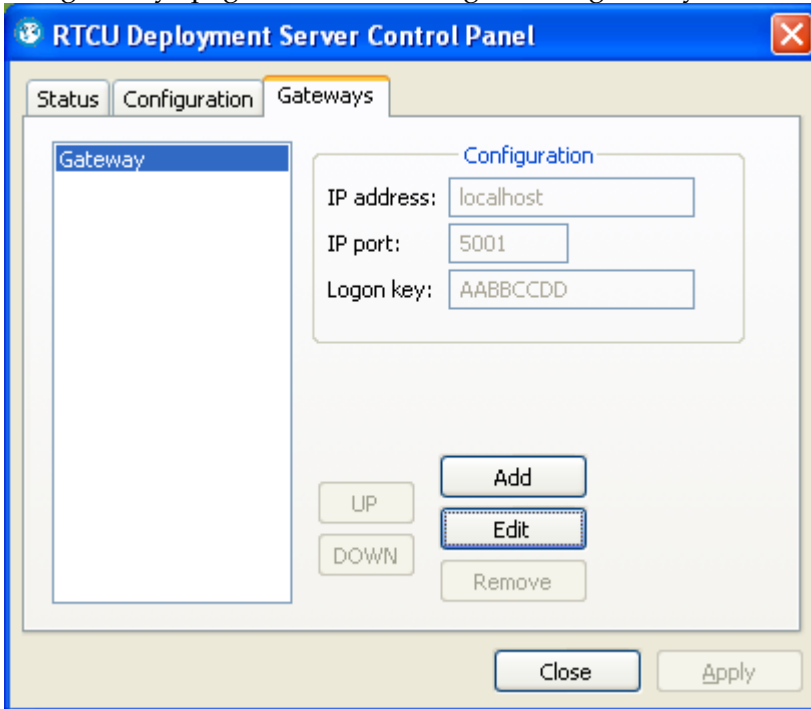 RTCU Deployment Server Control Panel
Status Configuration Gateways
Gateway
Configuration
IP address: localhost
IP port: 5001
Logon key: AABBCCDD
Add
UP
Edit
DOWN
Remove
Close Apply